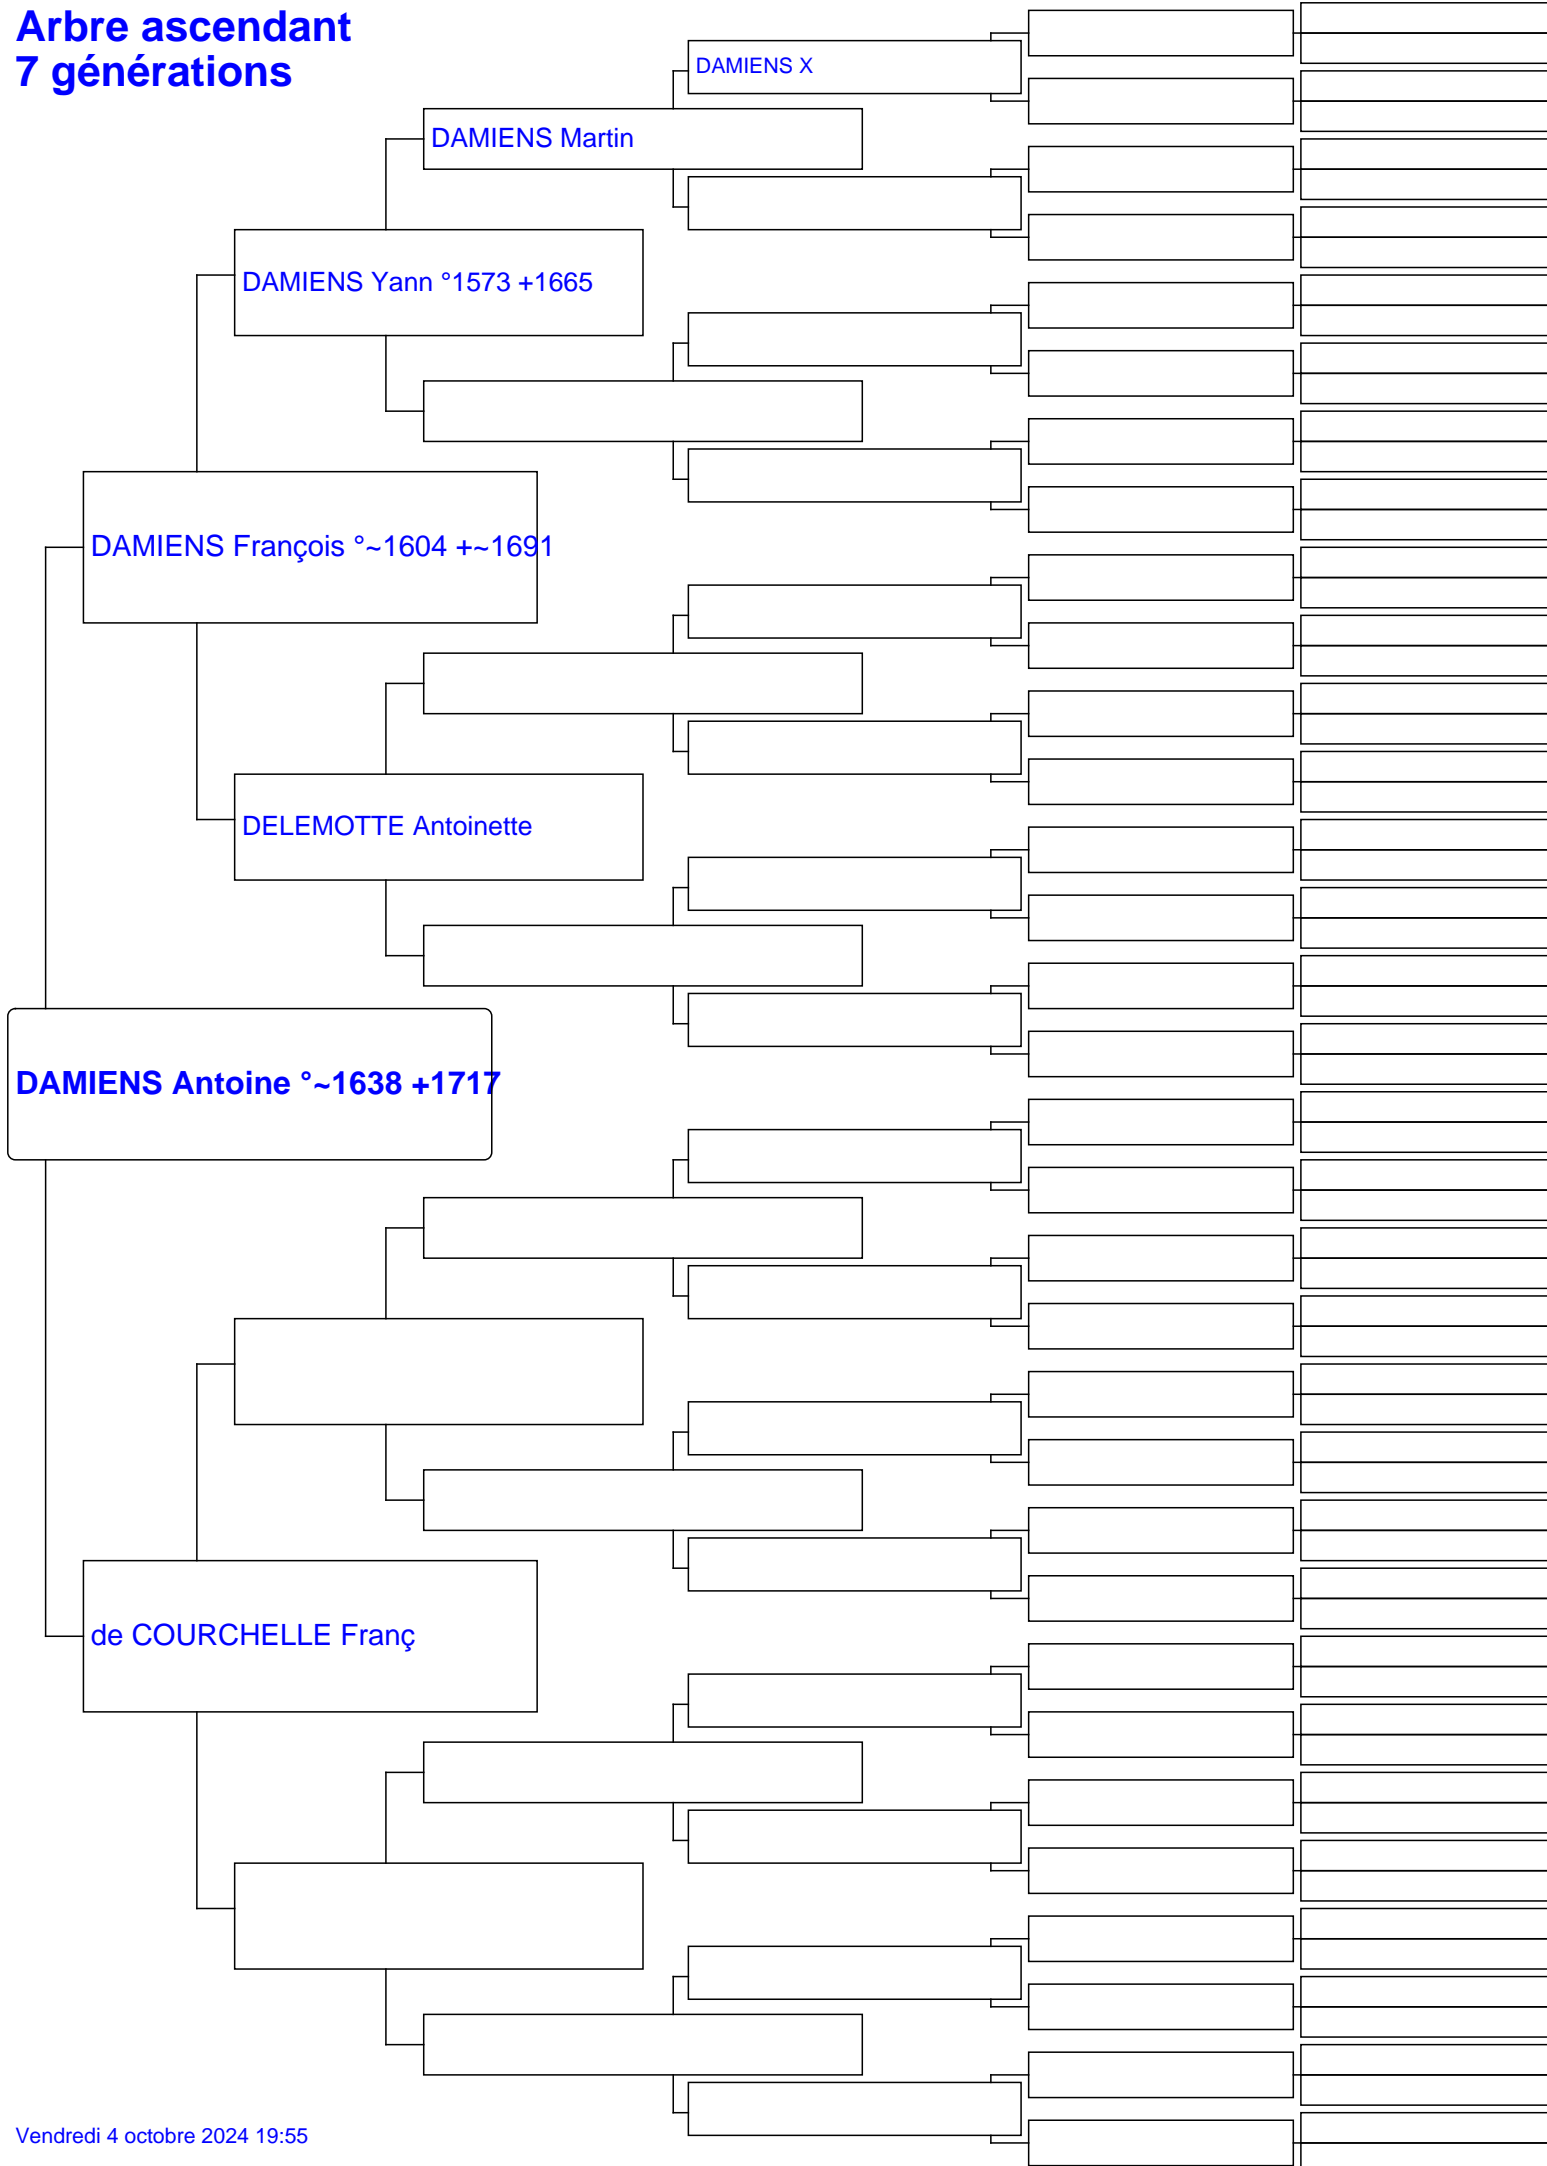 Arbre ascendant
7 générations
DAMIENS X
DAMIENS Martin
DAMIENS Yann °1573 +1665
DAMIENS François °~1604 +~1691
DELEMOTTE Antoinette
DAMIENS Antoine °~1638 +1717
de COURCHELLE Franç
Vendredi 4 octobre 2024 19:55